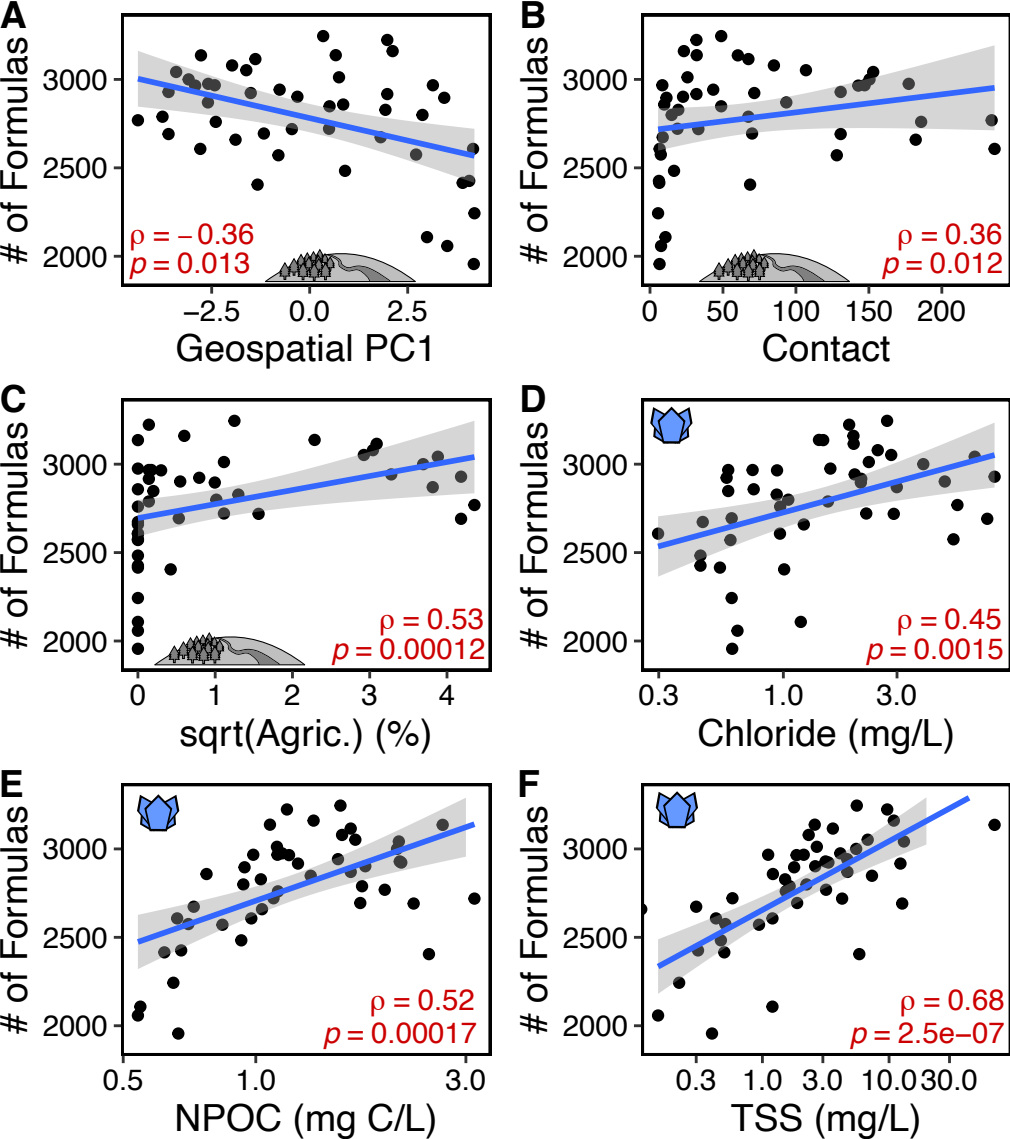 A
# of Formulas
3000
2500
2000
ρ = − 0.36
p = 0.013
−2.5 0.0 2.5
Geospatial PC1
B
# of Formulas
3000
2500
2000
ρ = 0.36
p = 0.012
0 50 100 150 200
Contact
C
# of Formulas
3000
2500
2000
ρ = 0.53
p = 0.00012
0 1 2 3 4
sqrt(Agric.) (%)
D
# of Formulas
3000
2500
2000
ρ = 0.45
p = 0.0015
0.3 1.0 3.0
Chloride (mg/L)
E
# of Formulas
3000
2500
2000
ρ = 0.52
p = 0.00017
0.5 1.0 3.0
NPOC (mg C/L)
F
# of Formulas
3000
2500
2000
ρ = 0.68
p = 2.5e−07
0.3 1.0 3.0 10.0 30.0
TSS (mg/L)